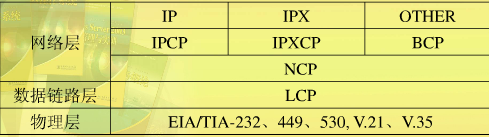 IP IPX OTHER
网络层 IPCP IPXCP BCP
NCP
数据链路层 LCP
物理层 EIA/TIA-232、449、530, V.21、V.35